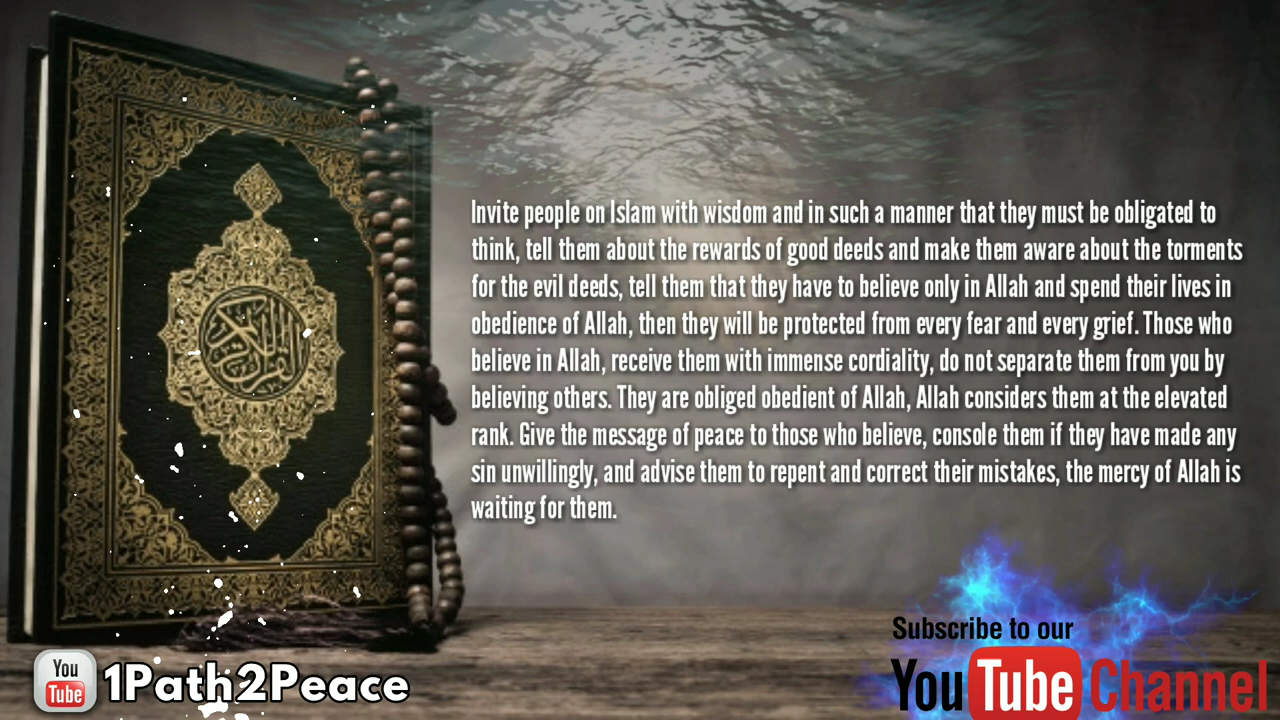 القرآن الكريم
Invite people on Islam with wisdom and in such a manner that they must be obligated to
think, tell them about the rewards of good deeds and make them aware about the torments
for the evil deeds, tell them that they have to believe only in Allah and spend their lives in
obedience of Allah, then they will be protected from every fear and every grief. Those who
believe in Allah, receive them with immense cordiality, do not separate them from you by
believing others. They are obliged obedient of Allah, Allah considers them at the elevated
rank. Give the message of peace to those who believe, console them if they have made any
sin unwillingly, and advise them to repent and correct their mistakes, the mercy of Allah is
waiting for them.
You
Tube
1Path2Peace
Subscribe to our
YouTube Channel